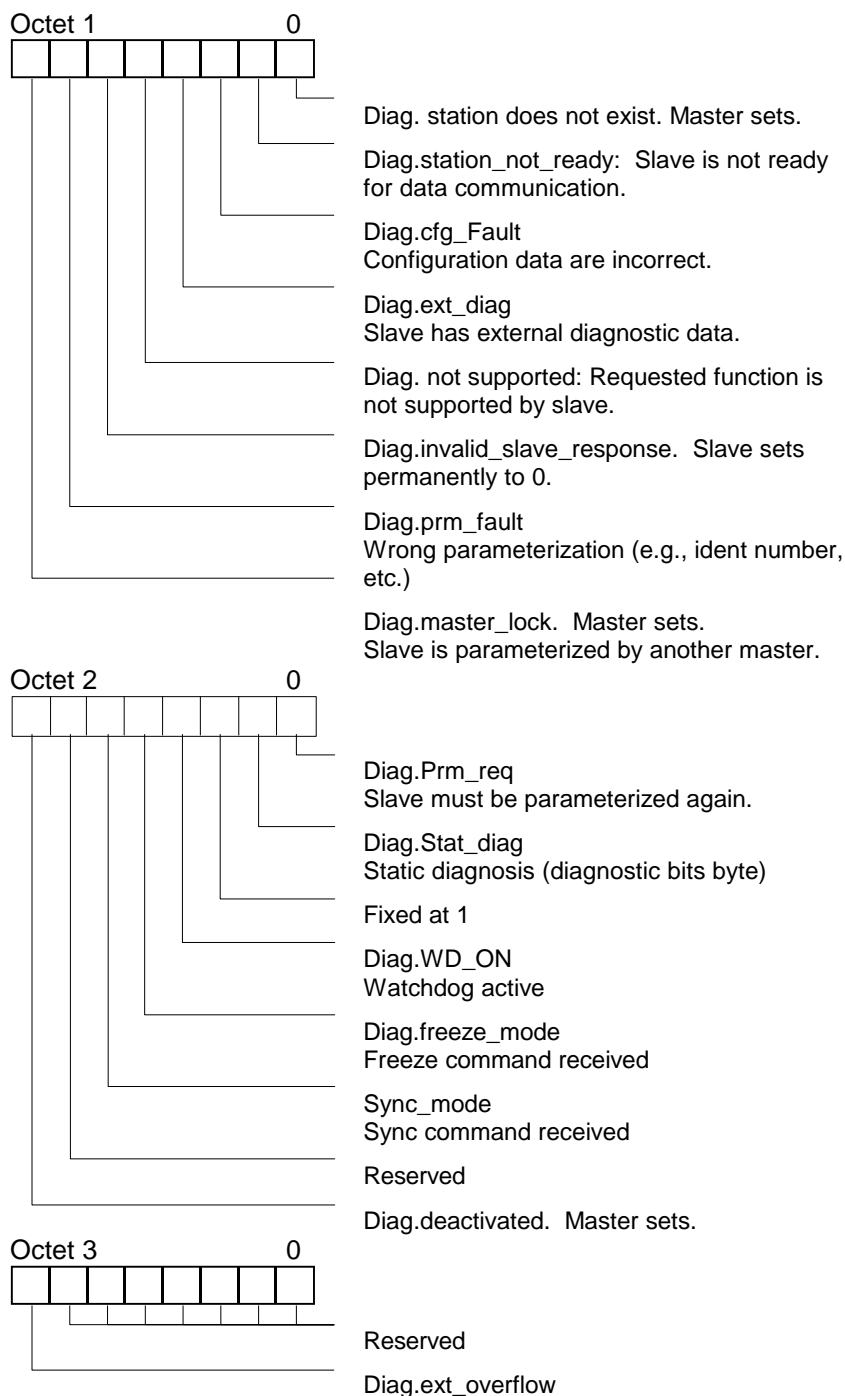 Octet 1 0
Diag. station does not exist. Master sets.
Diag.station_not_ready: Slave is not ready
for data communication.
Diag.cfg_Fault
Configuration data are incorrect.
Diag.ext_diag
Slave has external diagnostic data.
Diag. not supported: Requested function is
not supported by slave.
Diag.invalid_slave_response. Slave sets
permanently to 0.
Diag.prm_fault
Wrong parameterization (e.g., ident number,
etc.)
Diag.master_lock. Master sets.
Slave is parameterized by another master.
Octet 2 0
Diag.Prm_req
Slave must be parameterized again.
Diag.Stat_diag
Static diagnosis (diagnostic bits byte)
Fixed at 1
Diag.WD_ON
Watchdog active
Diag.freeze_mode
Freeze command received
Sync_mode
Sync command received
Reserved
Diag.deactivated. Master sets.
Octet 3 0
Reserved
Diag.ext_overflow